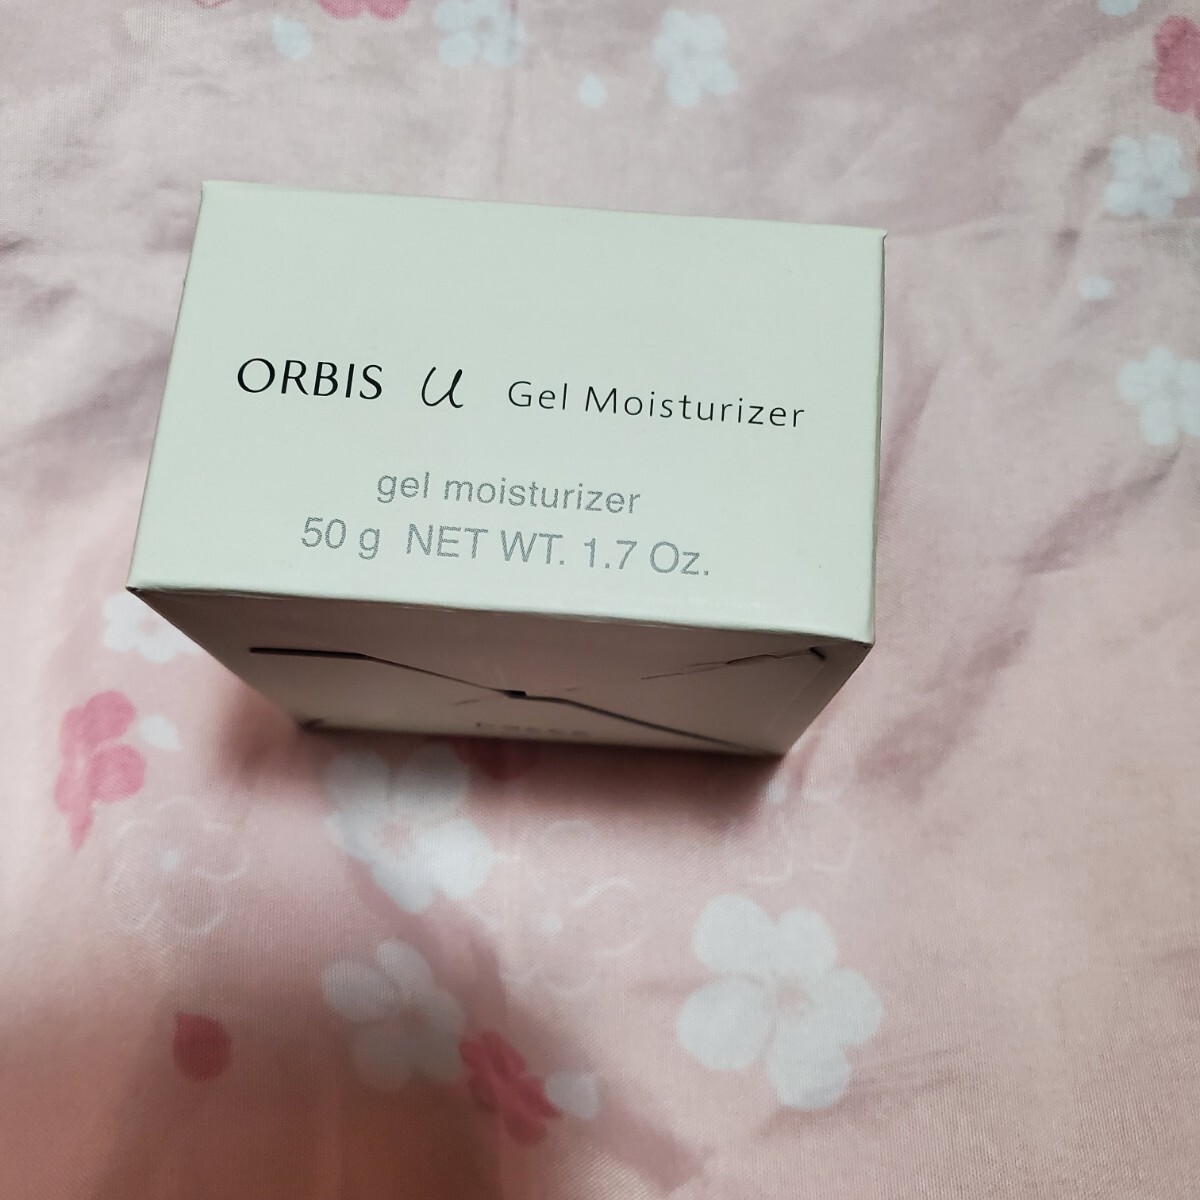 ORBIS u Gel Moisturizer
gel moisturizer
50 g NET WT. 1.7 Oz.